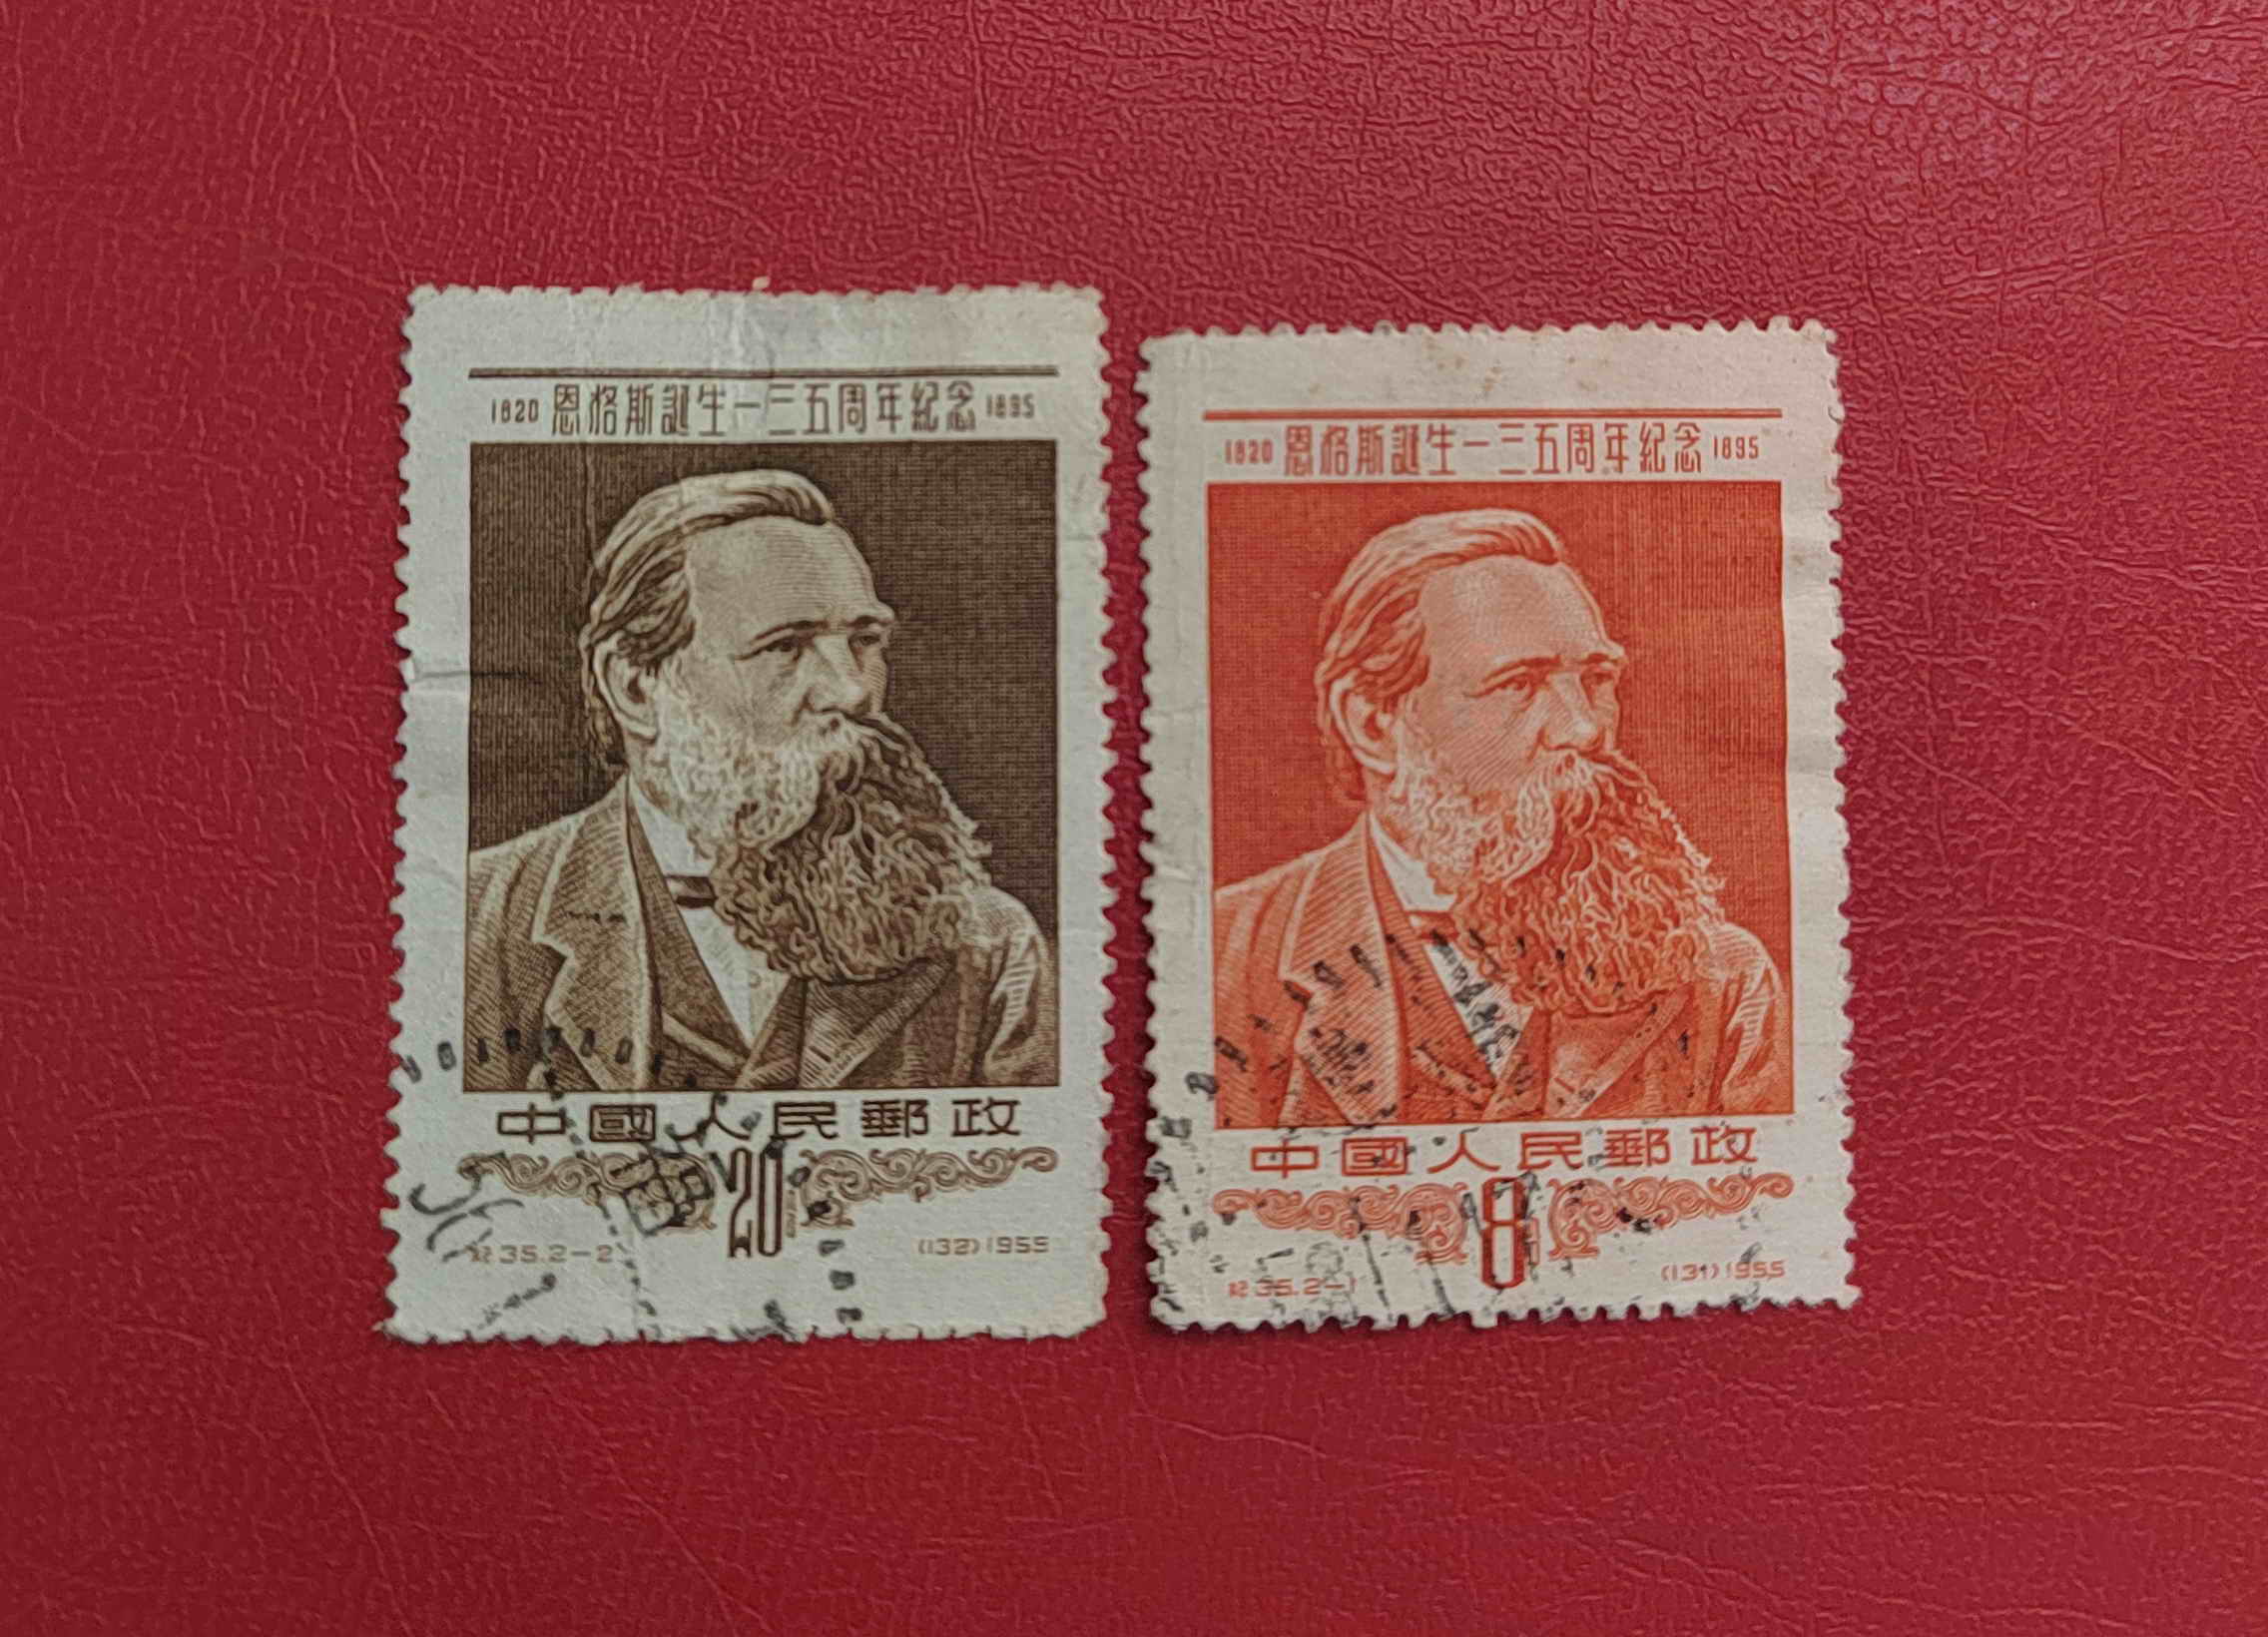 1820 恩格斯誕生一三五周年紀念 1895
中國人民郵政
20
紀35.2-2 (132)1955
1820 恩格斯誕生一三五周年紀念 1895
中國人民郵政
8
紀35.2-1 (131)1955